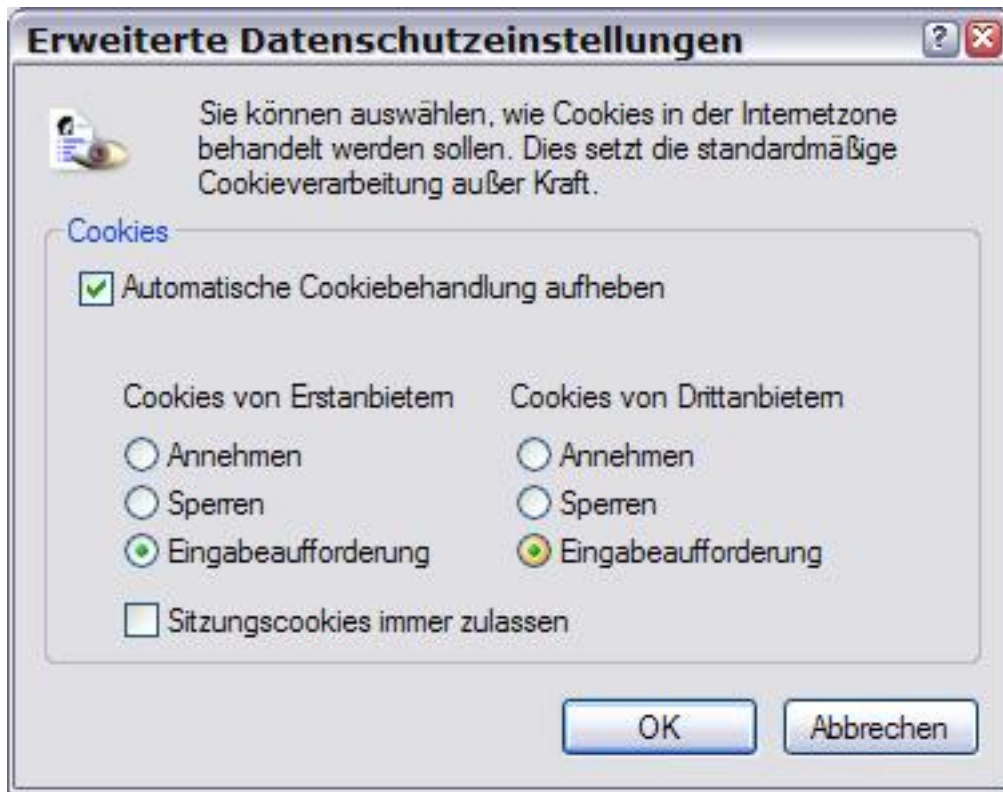 Erweiterte Datenschutzeinstellungen
Sie können auswählen, wie Cookies in der Internetzone
behandelt werden sollen. Dies setzt die standardmäßige
Cookieverarbeitung außer Kraft.
Cookies
Automatische Cookiebehandlung aufheben
Cookies von Erstanbietern
Annehmen
Sperren
Eingabeaufforderung
Cookies von Drittanbietern
Annehmen
Sperren
Eingabeaufforderung
Sitzungscookies immer zulassen
OK
Abbrechen